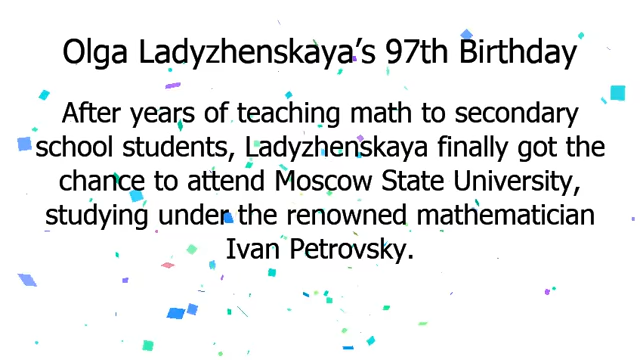 Olga Ladyzhenskaya’s 97th Birthday
After years of teaching math to secondary
school students, Ladyzhenskaya finally got the
chance to attend Moscow State University,
studying under the renowned mathematician
Ivan Petrovsky.